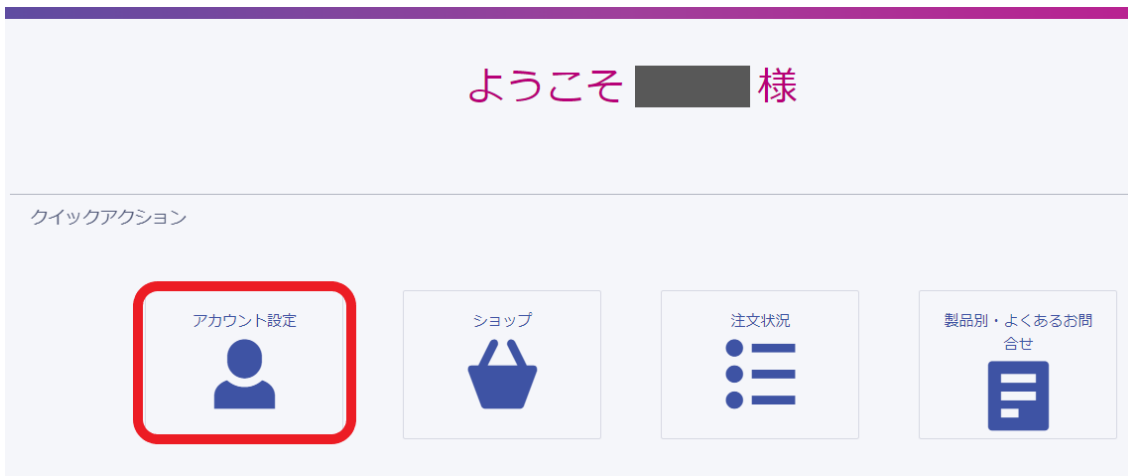 ようこそ 様
クイックアクション
アカウント設定
ショップ
注文状況
製品別・よくあるお問
合せ